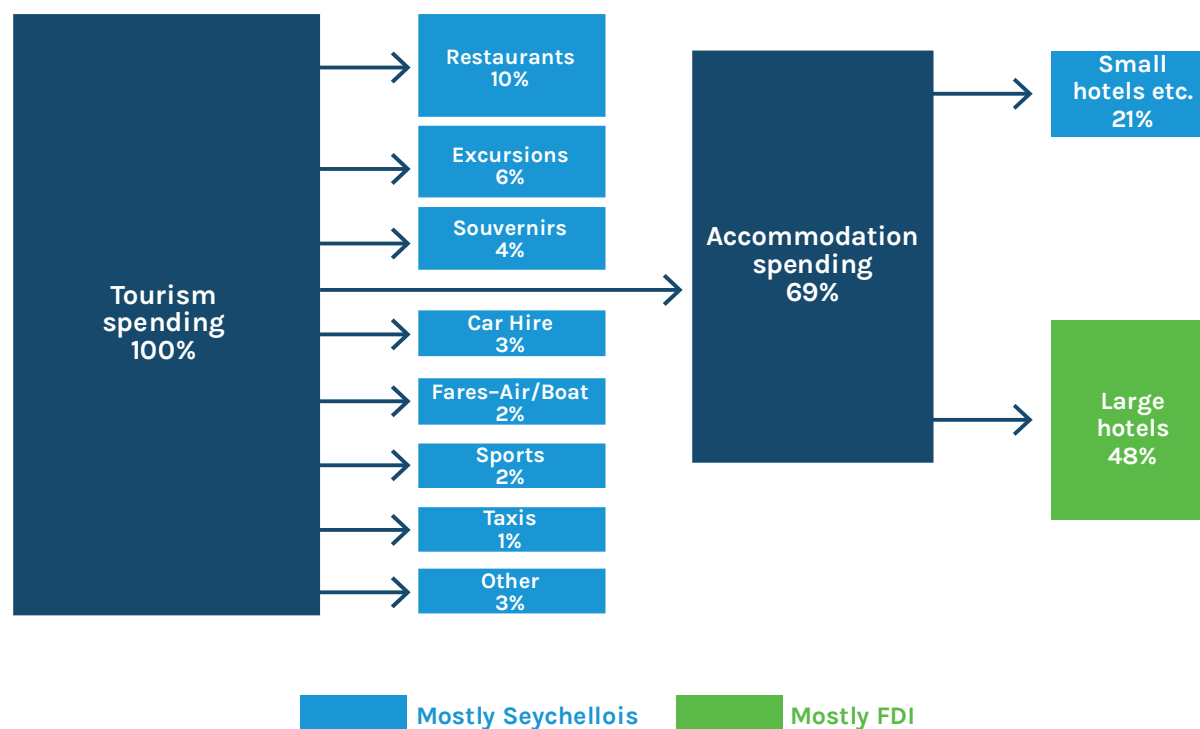 Tourism
spending
100%
Restaurants
10%
Excursions
6%
Souvernirs
4%
Car Hire
3%
Fares–Air/Boat
2%
Sports
2%
Taxis
1%
Other
3%
Accommodation
spending
69%
Small
hotels etc.
21%
Large
hotels
48%
Mostly Seychellois
Mostly FDI